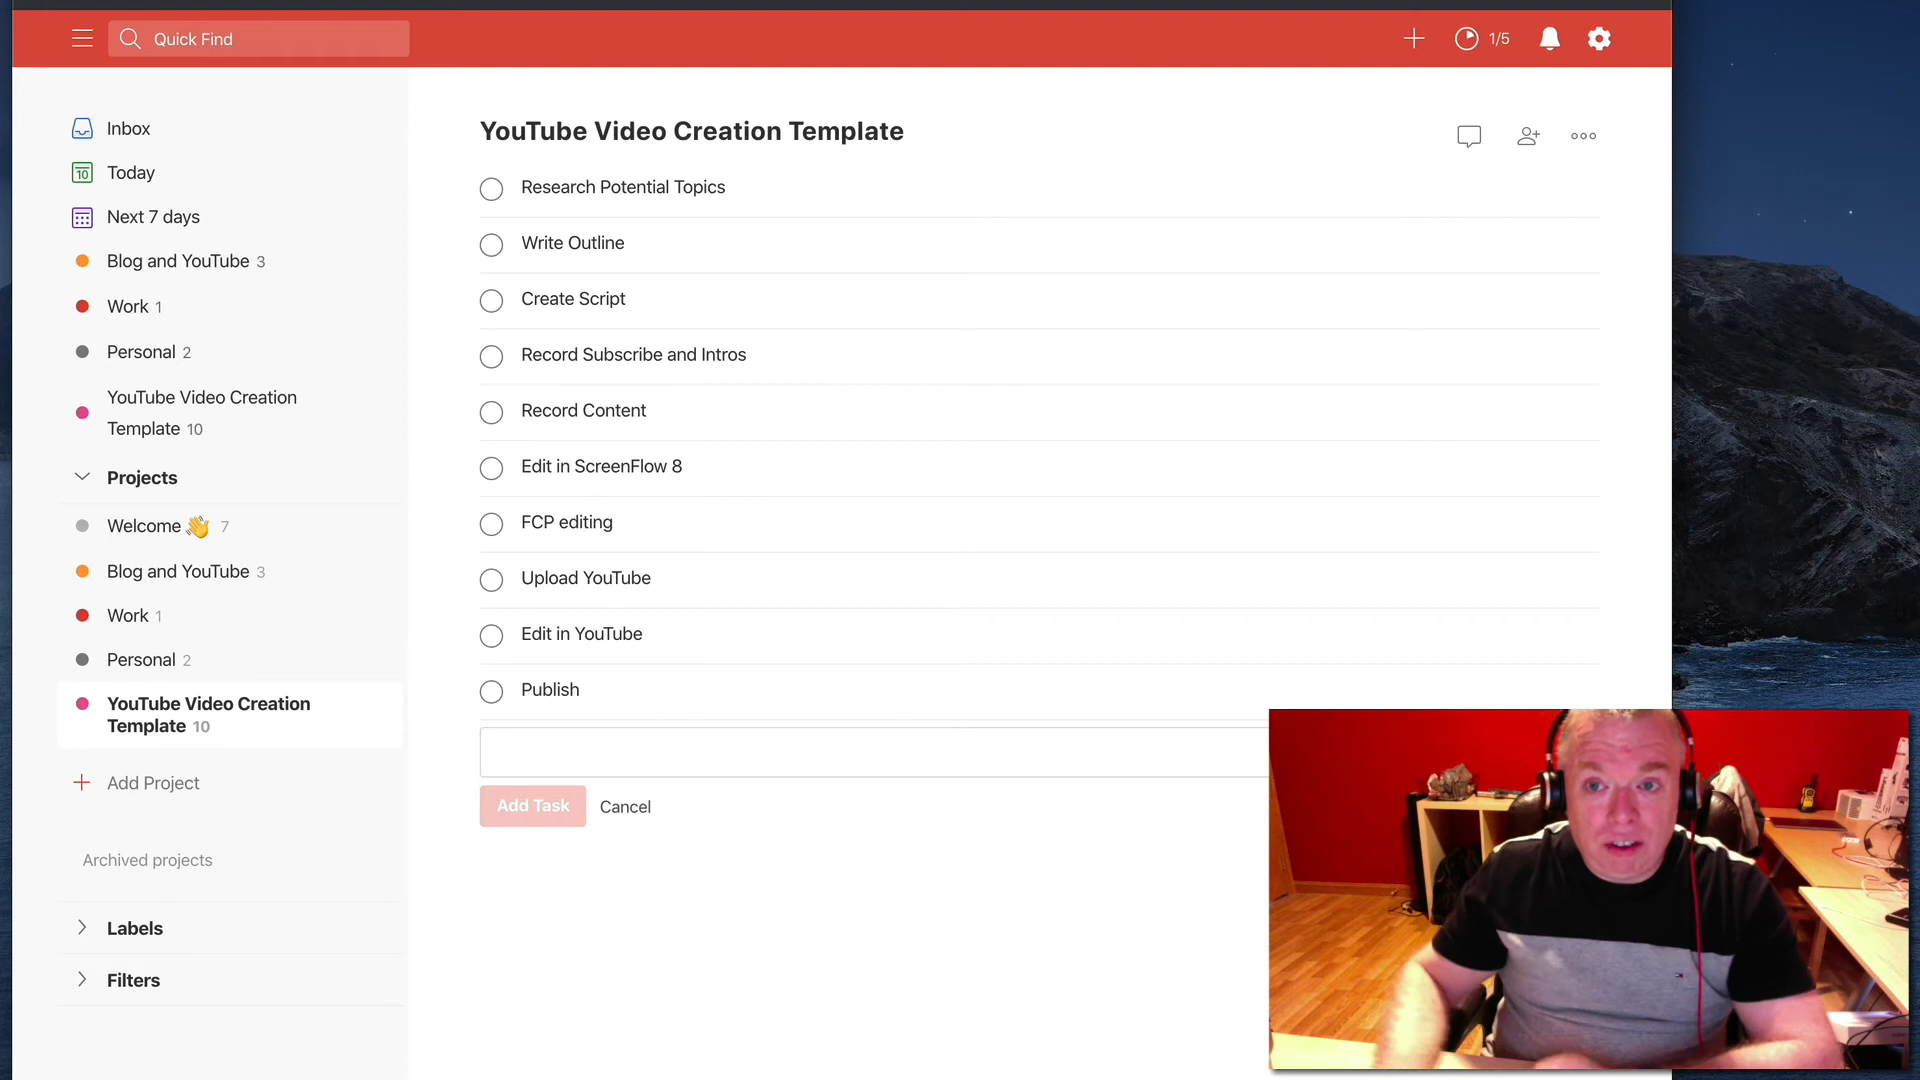 Quick Find
1/5
Inbox
10
Today
Next 7 days
Blog and YouTube 3
Work 1
Personal 2
YouTube Video Creation
Template 10
Projects
Welcome 👋 7
Blog and YouTube 3
Work 1
Personal 2
YouTube Video Creation
Template 10
Add Project
Archived projects
Labels
Filters
YouTube Video Creation Template
Research Potential Topics
Write Outline
Create Script
Record Subscribe and Intros
Record Content
Edit in ScreenFlow 8
FCP editing
Upload YouTube
Edit in YouTube
Publish
Add Task
Cancel